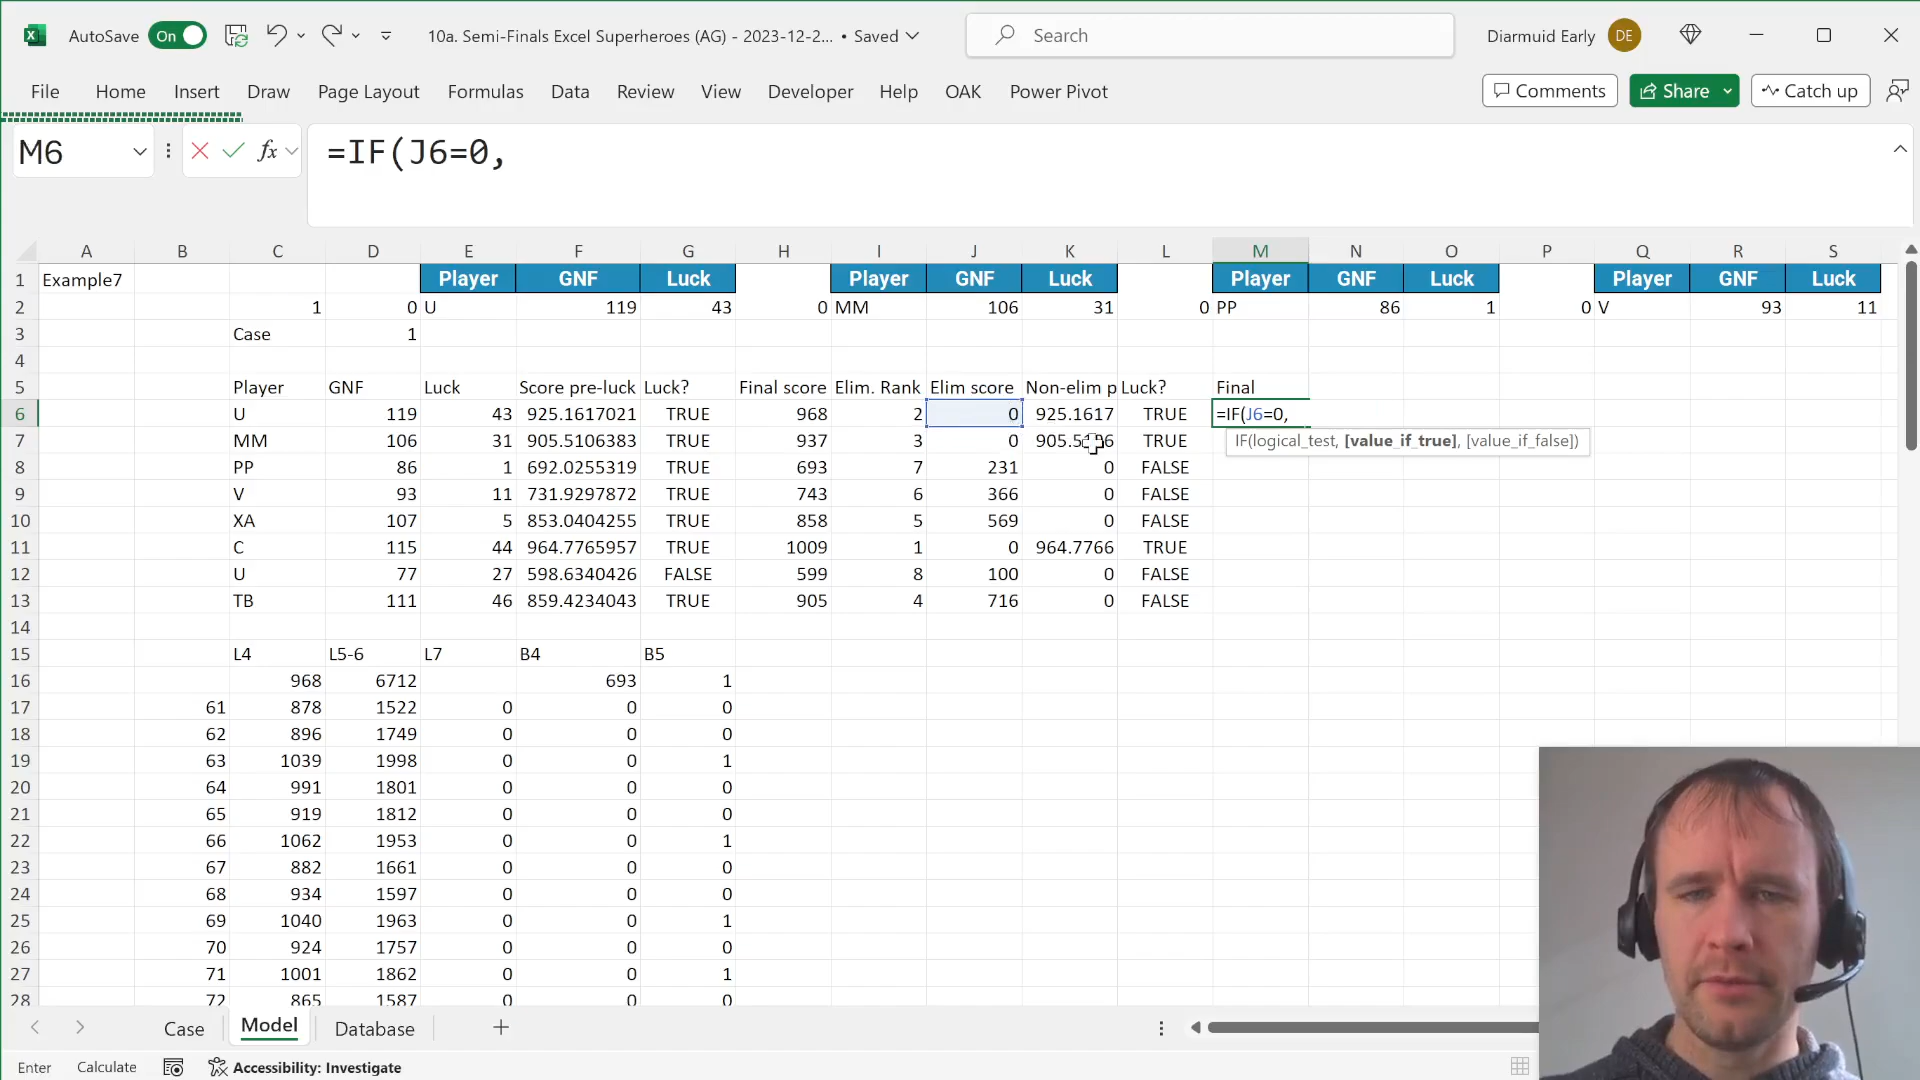 AutoSave On 10a. Semi-Finals Excel Superheroes (AG) - 2023-12-2... • Saved Search Diarmuid Early DE
File Home Insert Draw Page Layout Formulas Data Review View Developer Help OAK Power Pivot Comments Share Catch up
M6 fx =IF(J6=0,
A B C D E F G H I J K L M N O P Q R S
1 Example7 Player GNF Luck Player GNF Luck Player GNF Luck Player GNF Luck
2 1 0 U 119 43 0 MM 106 31 0 PP 86 1 0 V 93 11
3 Case 1
4
5 Player GNF Luck Score pre-luck Luck? Final score Elim. Rank Elim score Non-elim p Luck? Final
6 U 119 43 925.1617021 TRUE 968 2 0 925.1617 TRUE =IF(J6=0,
7 MM 106 31 905.5106383 TRUE 937 3 0 TRUE IF(logical_test, [value_if_true], [value_if_false])
8 PP 86 1 692.0255319 TRUE 693 7 231 0 FALSE
9 V 93 11 731.9297872 TRUE 743 6 366 0 FALSE
10 XA 107 5 853.0404255 TRUE 858 5 569 0 FALSE
11 C 115 44 964.7765957 TRUE 1009 1 0 964.7766 TRUE
12 U 77 27 598.6340426 FALSE 599 8 100 0 FALSE
13 TB 111 46 859.4234043 TRUE 905 4 716 0 FALSE
14
15 L4 L5-6 L7 B4 B5
16 968 6712 693 1
17 61 878 1522 0 0 0
18 62 896 1749 0 0 0
19 63 1039 1998 0 0 1
20 64 991 1801 0 0 0
21 65 919 1812 0 0 0
22 66 1062 1953 0 0 1
23 67 882 1661 0 0 0
24 68 934 1597 0 0 0
25 69 1040 1963 0 0 1
26 70 924 1757 0 0 0
27 71 1001 1862 0 0 1
28 72 865 1587 0 0 0
Case Model Database
Enter Calculate Accessibility: Investigate